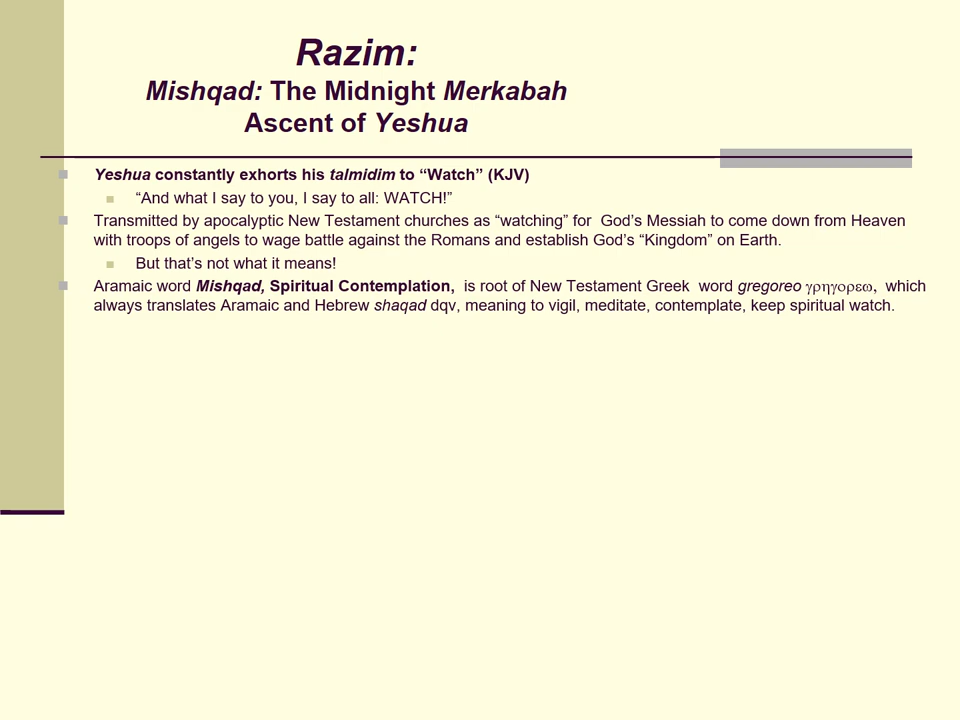 Razim:
Mishqad: The Midnight Merkabah
Ascent of Yeshua
Yeshua constantly exhorts his talmidim to “Watch” (KJV)
“And what I say to you, I say to all: WATCH!”
Transmitted by apocalyptic New Testament churches as “watching” for God’s Messiah to come down from Heaven
with troops of angels to wage battle against the Romans and establish God’s “Kingdom” on Earth.
But that’s not what it means!
Aramaic word Mishqad, Spiritual Contemplation, is root of New Testament Greek word gregoreo γρηγορεω, which
always translates Aramaic and Hebrew shaqad dqv, meaning to vigil, meditate, contemplate, keep spiritual watch.